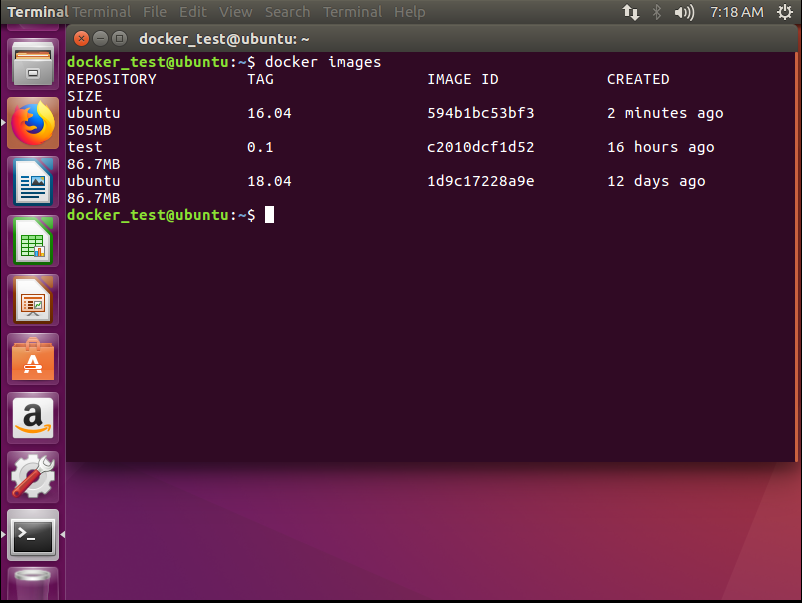 Terminal Terminal File Edit View Search Terminal Help 7:18 AM
docker_test@ubuntu: ~
docker_test@ubuntu:~$ docker images
REPOSITORY TAG IMAGE ID CREATED
SIZE
ubuntu 16.04 594b1bc53bf3 2 minutes ago
505MB
test 0.1 c2010dcf1d52 16 hours ago
86.7MB
ubuntu 18.04 1d9c17228a9e 12 days ago
86.7MB
docker_test@ubuntu:~$